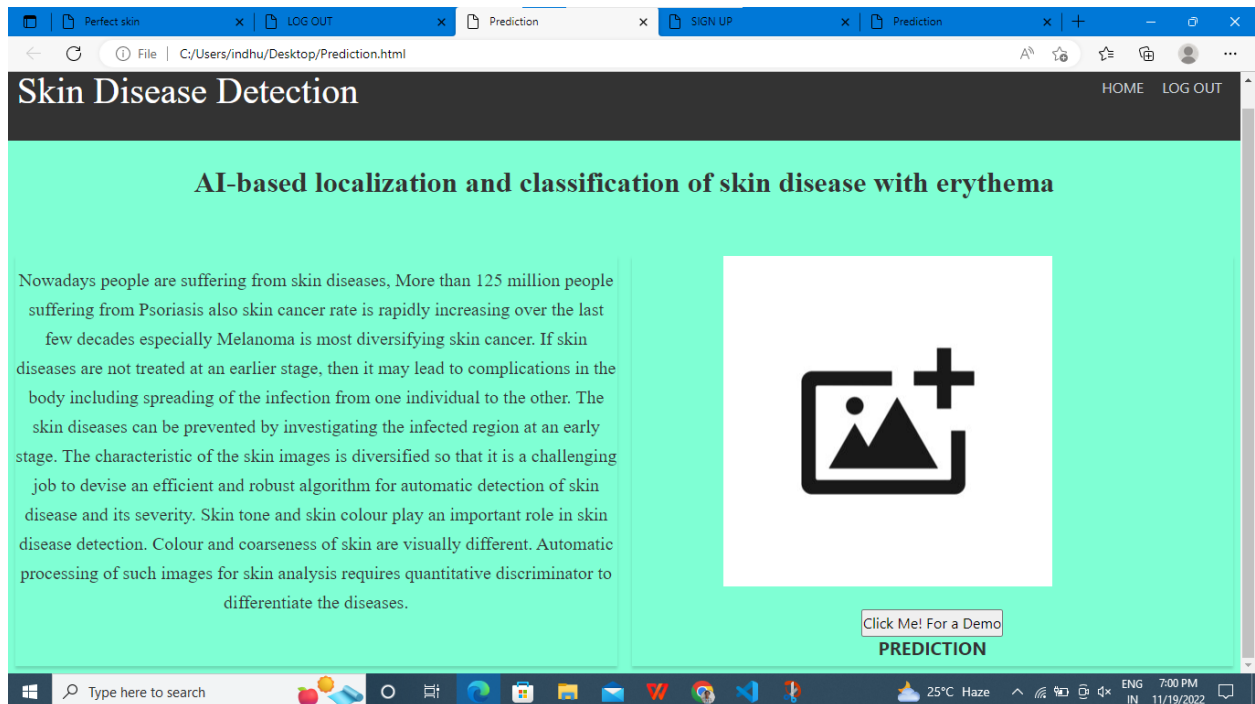 Perfect skin
LOG OUT
Prediction
SIGN UP
Prediction
File
C:/Users/indhu/Desktop/Prediction.html
Skin Disease Detection
HOME
LOG OUT
AI-based localization and classification of skin disease with erythema
Nowadays people are suffering from skin diseases, More than 125 million people
suffering from Psoriasis also skin cancer rate is rapidly increasing over the last
few decades especially Melanoma is most diversifying skin cancer. If skin
diseases are not treated at an earlier stage, then it may lead to complications in the
body including spreading of the infection from one individual to the other. The
skin diseases can be prevented by investigating the infected region at an early
stage. The characteristic of the skin images is diversified so that it is a challenging
job to devise an efficient and robust algorithm for automatic detection of skin
disease and its severity. Skin tone and skin colour play an important role in skin
disease detection. Colour and coarseness of skin are visually different. Automatic
processing of such images for skin analysis requires quantitative discriminator to
differentiate the diseases.
Click Me! For a Demo
PREDICTION
Type here to search
25°C Haze
ENG
IN
7:00 PM
11/19/2022